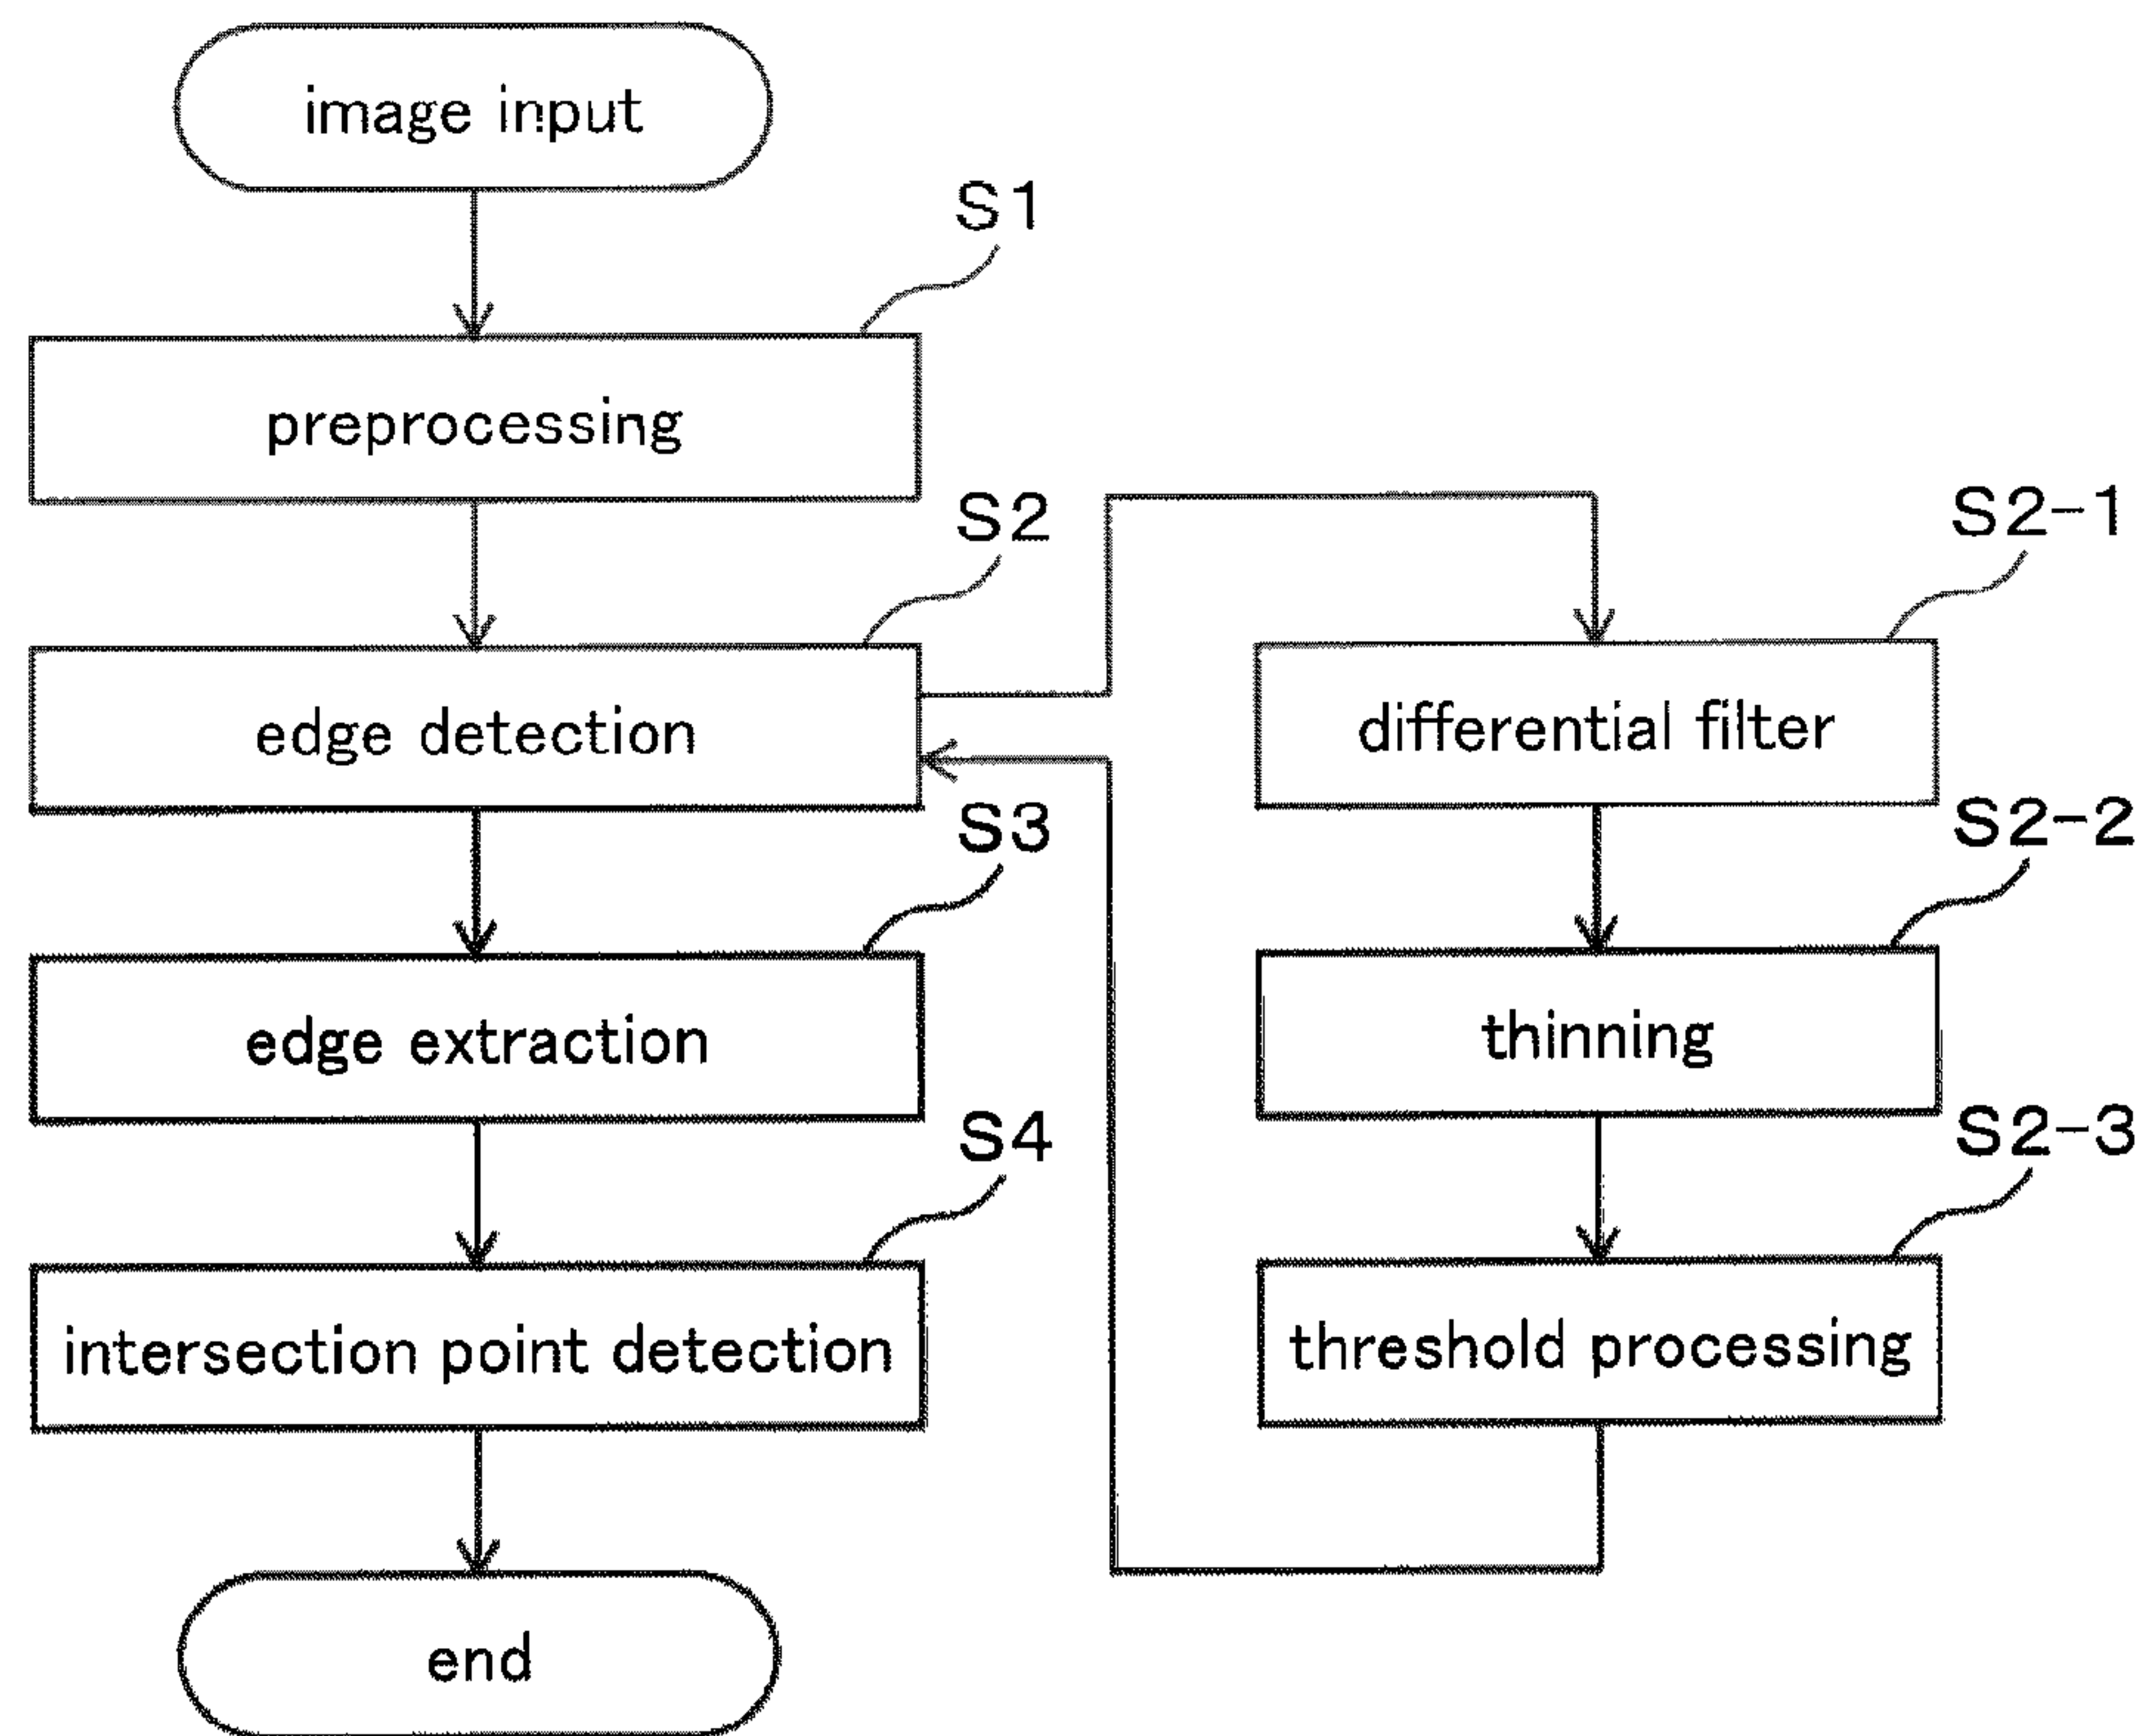 image input
S1
preprocessing
S2
edge detection
S3
edge extraction
S4
intersection point detection
end
S2-1
differential filter
S2-2
thinning
S2-3
threshold processing